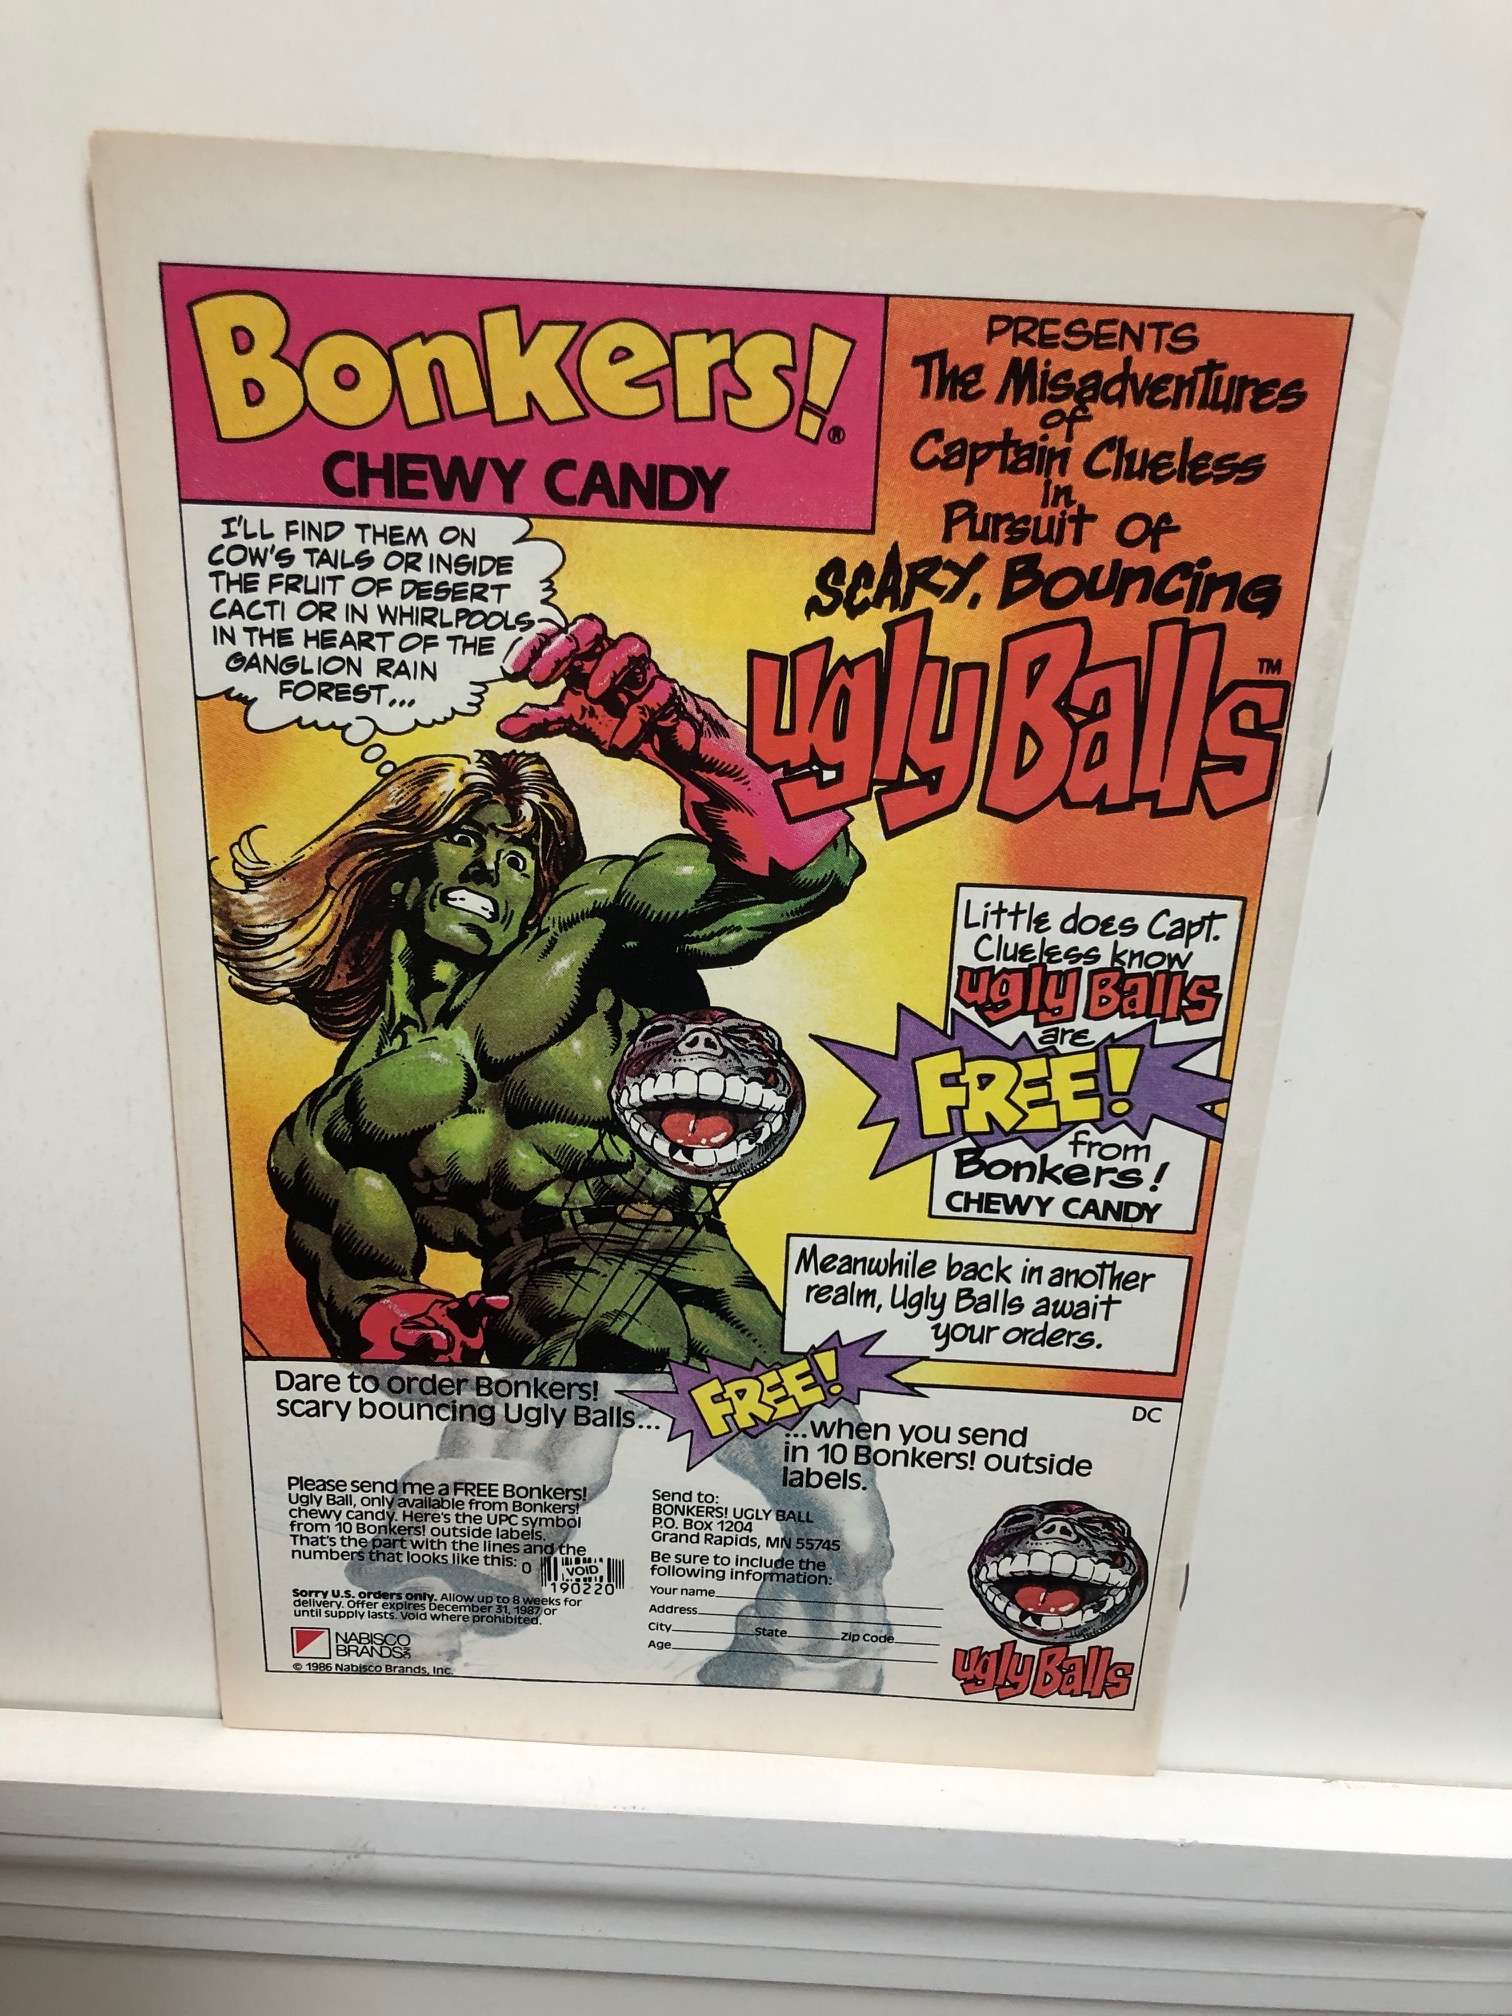 Bonkers!®
CHEWY CANDY
PRESENTS
The Misadventures
of
Captain Clueless
in
Pursuit of
SCARY, Bouncing
ugly Balls™
I'LL FIND THEM ON
COW'S TAILS OR INSIDE
THE FRUIT OF DESERT
CACTI OR IN WHIRLPOOLS
IN THE HEART OF THE
GANGLION RAIN
FOREST...
Little does Capt.
Clueless know
ugly Balls
are
FREE!
from
Bonkers!
CHEWY CANDY
Meanwhile back in another
realm, Ugly Balls await
your orders.
Dare to order Bonkers!
scary bouncing Ugly Balls...
FREE!
...when you send
in 10 Bonkers! outside
labels.
DC
Please send me a FREE Bonkers!
Ugly Ball, only available from Bonkers!
chewy candy. Here's the UPC symbol
from 10 Bonkers! outside labels.
That's the part with the lines and the
numbers that looks like this: 0
VOID
190220
Sorry U.S. orders only. Allow up to 8 weeks for
delivery. Offer expires December 31, 1987 or
until supply lasts. Void where prohibited.
NABISCO
BRANDS INC
© 1986 Nabisco Brands, Inc.
Send to:
BONKERS! UGLY BALL
P.O. Box 1204
Grand Rapids, MN 55745
Be sure to include the
following information:
Your name
Address
City State Zip Code
Age
ugly Balls